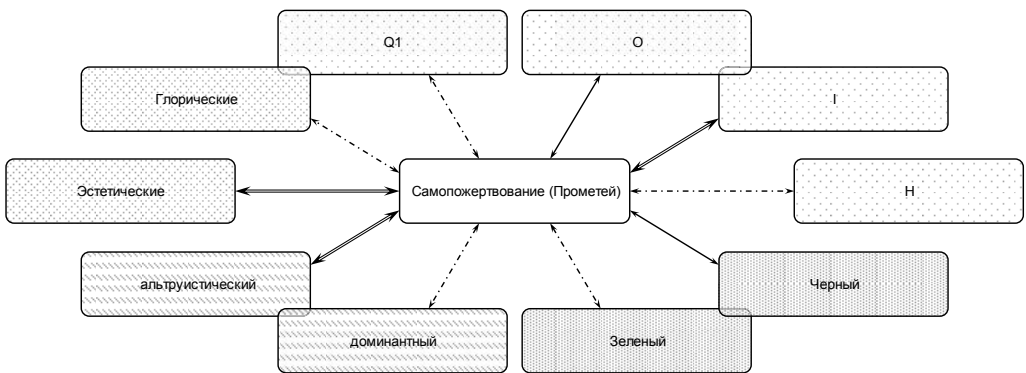 Q1
O
Глорические
I
Эстетические
Самопожертвование (Прометей)
H
альтруистический
Черный
доминантный
Зеленый